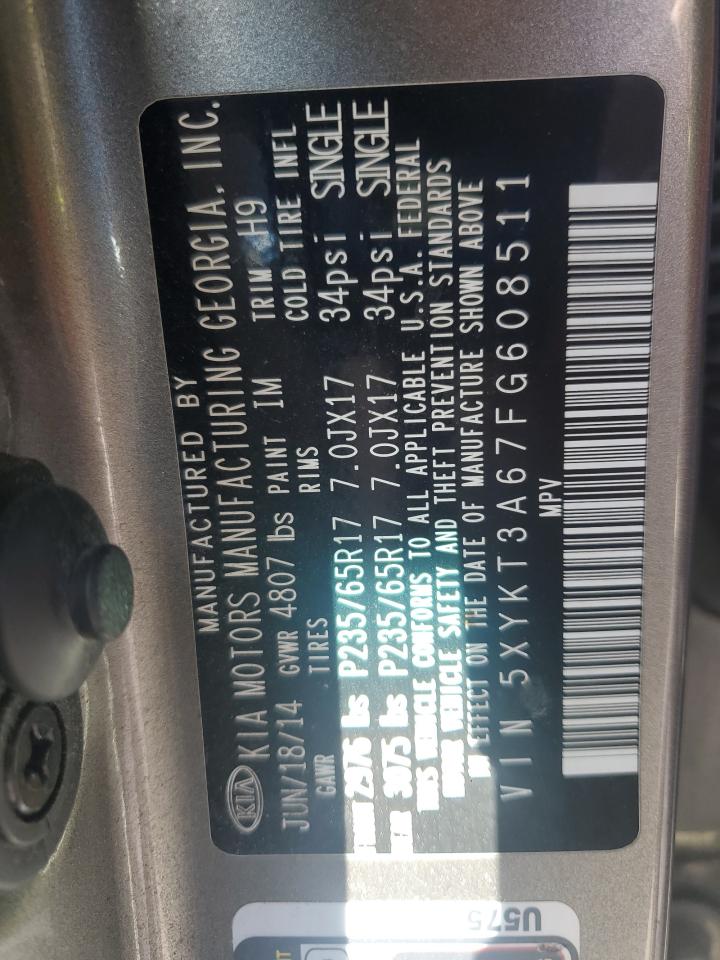 MANUFACTURED BY
KIA KIA MOTORS MANUFACTURING GEORGIA, INC.
JUN/18/14 GVWR 4807 lbs PAINT IM TRIM H9
GAWR TIRES RIMS COLD TIRE INFL
2976 lbs P235/65R17 7.0JX17 34psi SINGLE
3075 lbs P235/65R17 7.0JX17 34psi SINGLE
THIS VEHICLE CONFORMS TO ALL APPLICABLE U.S.A. FEDERAL
MOTOR VEHICLE SAFETY AND THEFT PREVENTION STANDARDS
IN EFFECT ON THE DATE OF MANUFACTURE SHOWN ABOVE
VIN 5XYKT3A67FG608511
MPV
U575